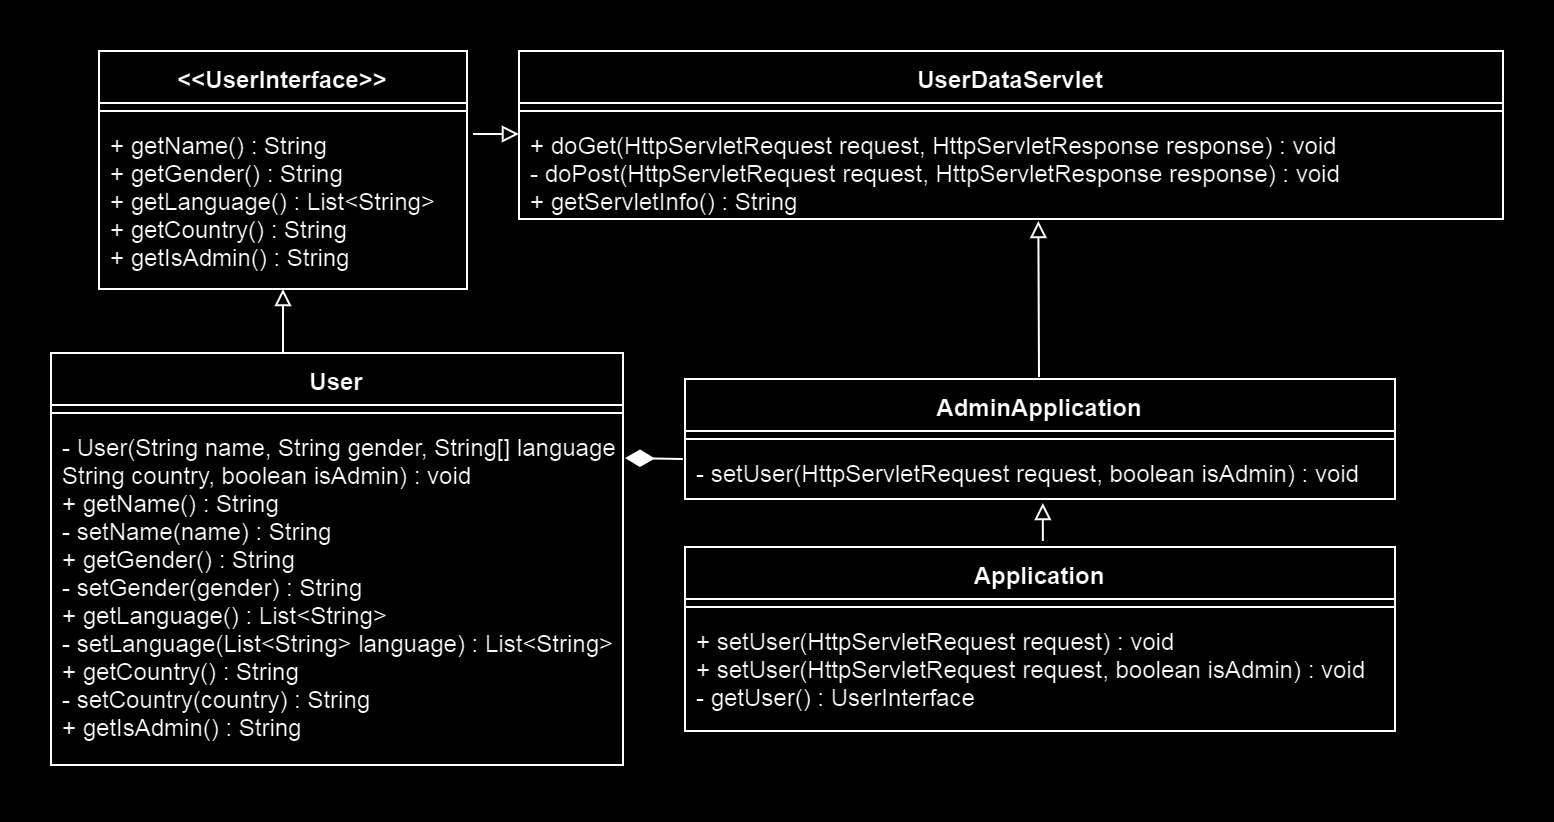 <<UserInterface>>
+ getName() : String
+ getGender() : String
+ getLanguage() : List<String>
+ getCountry() : String
+ getIsAdmin() : String
UserDataServlet
+ doGet(HttpServletRequest request, HttpServletResponse response) : void
- doPost(HttpServletRequest request, HttpServletResponse response) : void
+ getServletInfo() : String
User
- User(String name, String gender, String[] language
String country, boolean isAdmin) : void
+ getName() : String
- setName(name) : String
+ getGender() : String
- setGender(gender) : String
+ getLanguage() : List<String>
- setLanguage(List<String> language) : List<String>
+ getCountry() : String
- setCountry(country) : String
+ getIsAdmin() : String
AdminApplication
- setUser(HttpServletRequest request, boolean isAdmin) : void
Application
+ setUser(HttpServletRequest request) : void
+ setUser(HttpServletRequest request, boolean isAdmin) : void
- getUser() : UserInterface